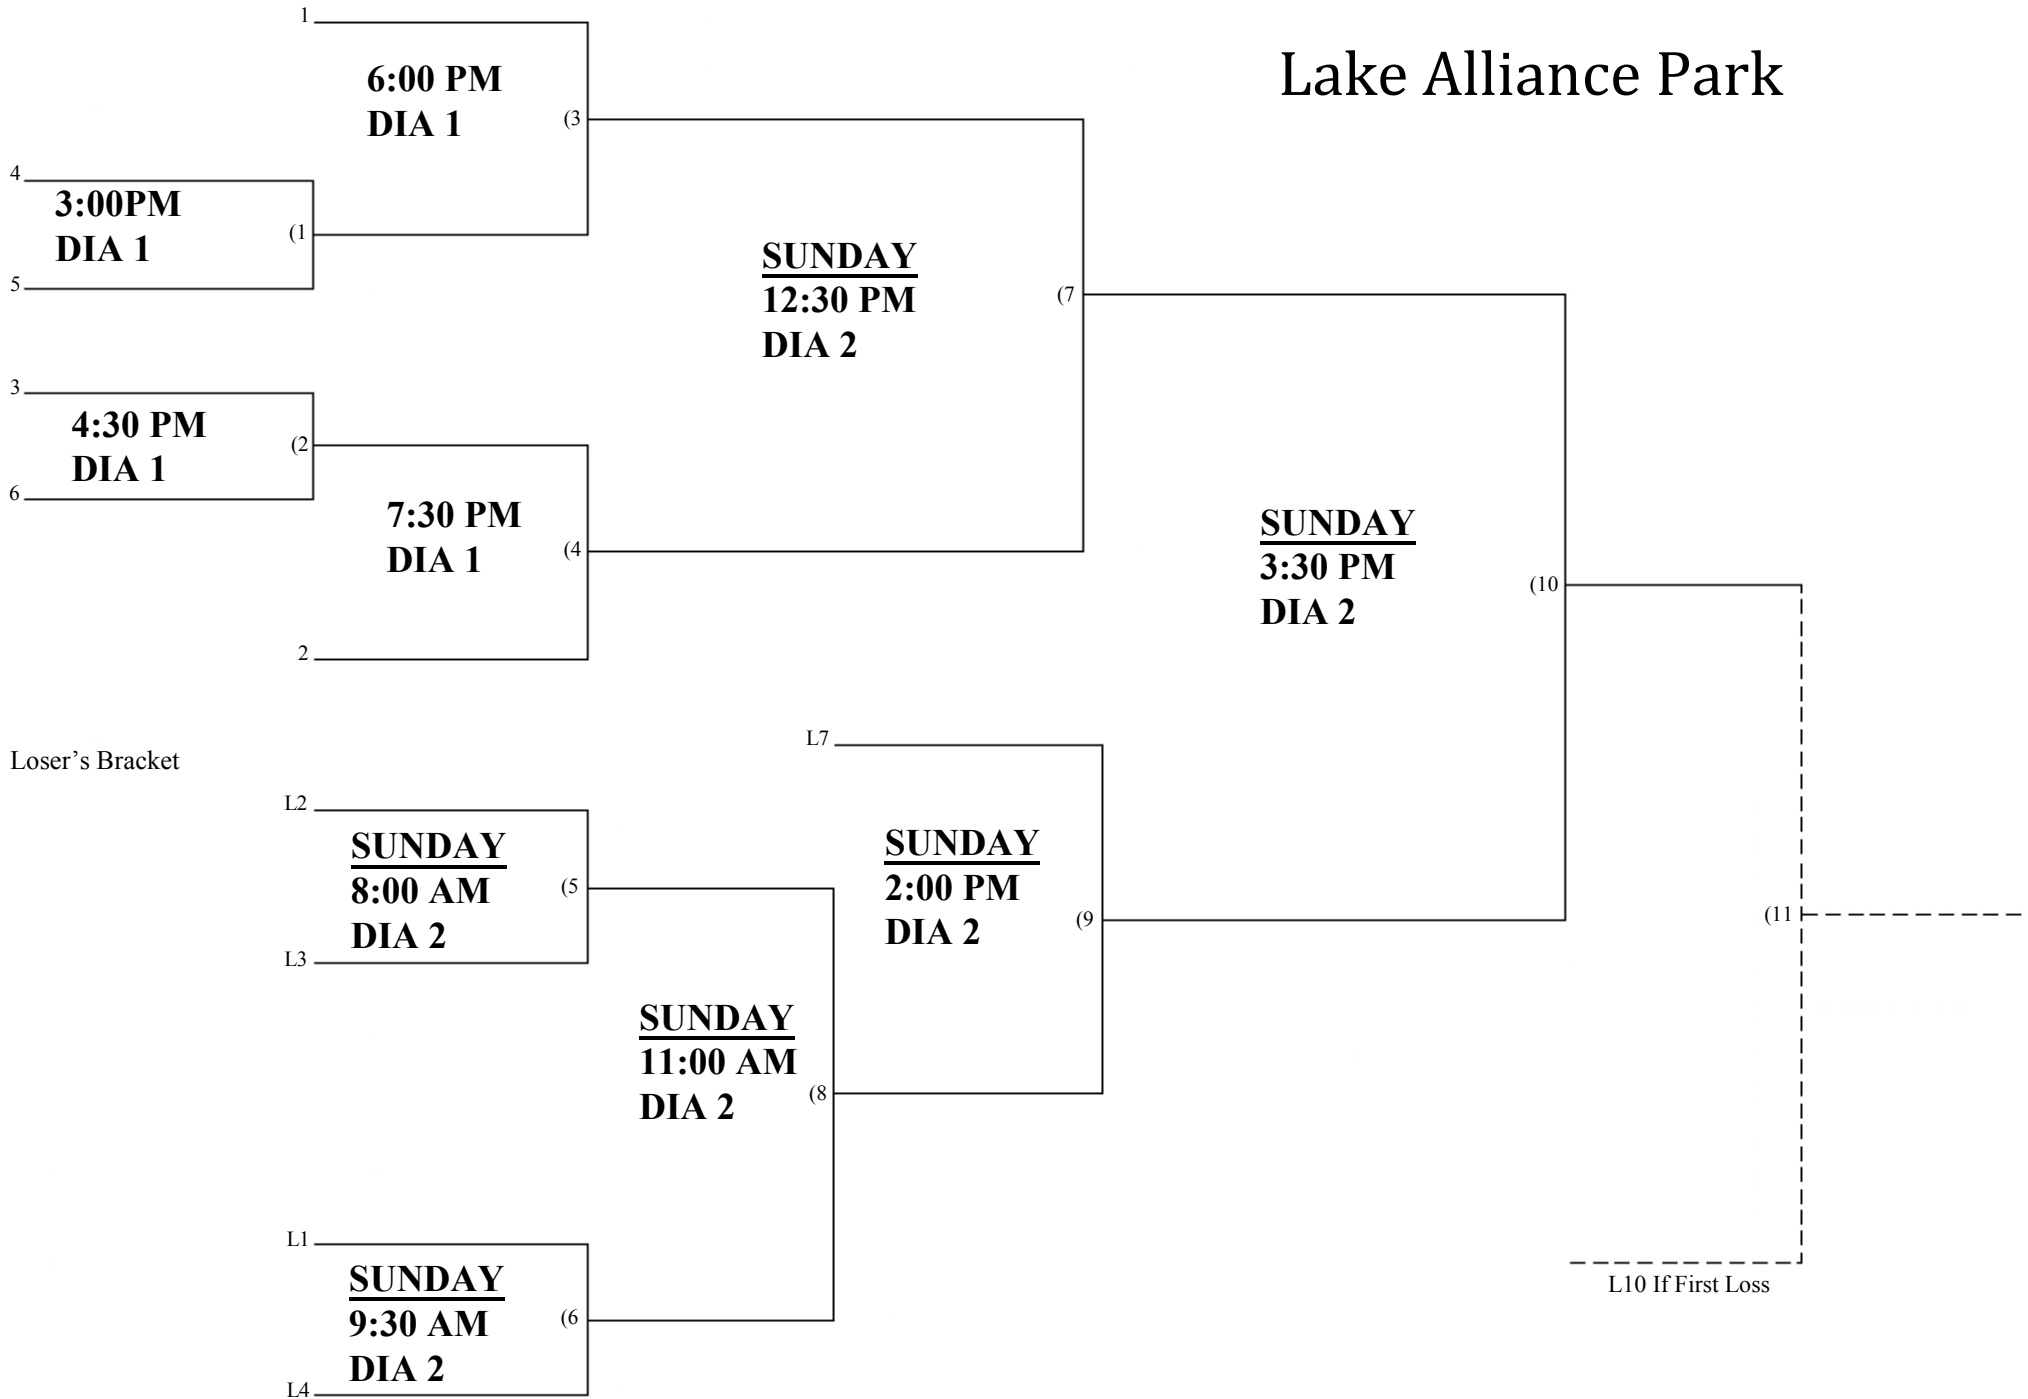 Lake Alliance Park
1
6:00 PM
DIA 1
(3
4
3:00PM
DIA 1
(1
5
SUNDAY
12:30 PM
DIA 2
(7
3
4:30 PM
DIA 1
(2
6
7:30 PM
DIA 1
(4
2
SUNDAY
3:30 PM
DIA 2
(10
Loser’s Bracket
L7
L2
SUNDAY
8:00 AM
DIA 2
(5
L3
SUNDAY
2:00 PM
DIA 2
(9
(11
SUNDAY
11:00 AM
DIA 2
(8
L1
SUNDAY
9:30 AM
DIA 2
(6
L4
L10 If First Loss